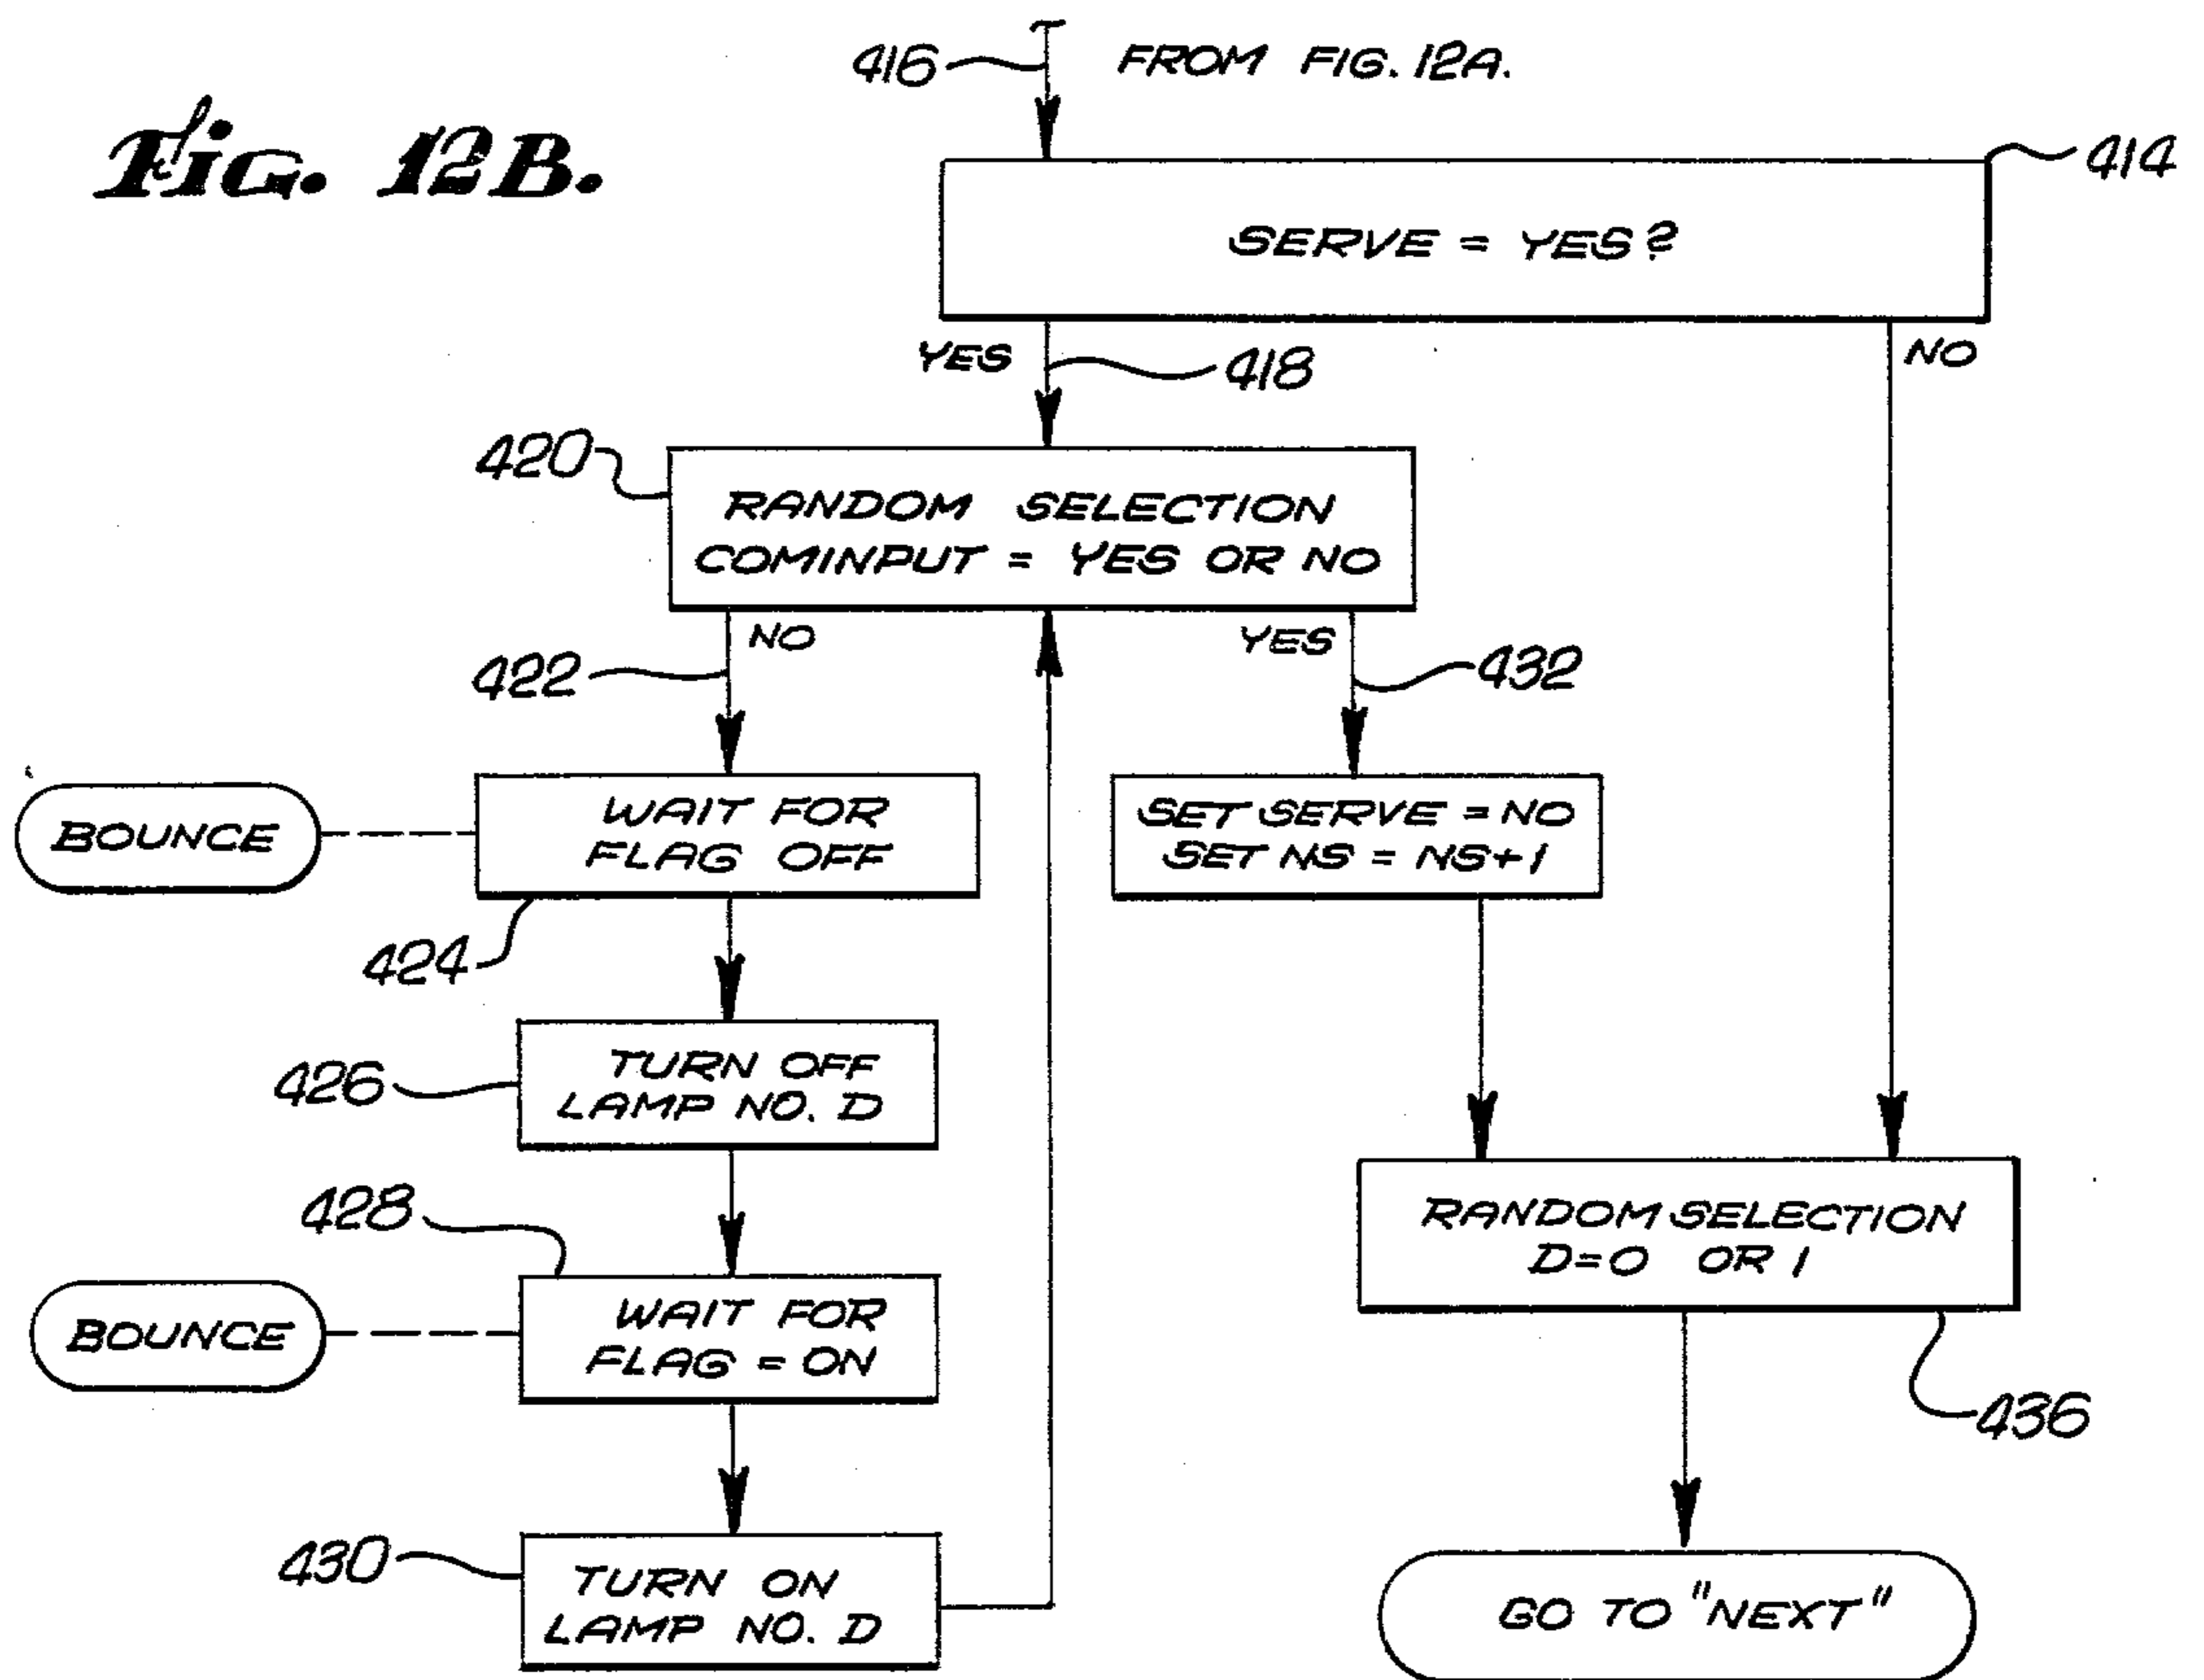 Fig. 12B.
416
FROM FIG. 12A.
414
SERVE = YES?
YES
418
NO
420
RANDOM SELECTION
COMINPUT = YES OR NO
422
NO
YES
432
BOUNCE
WAIT FOR
FLAG OFF
424
SET SERVE = NO
SET NS = NS+1
426
TURN OFF
LAMP NO. D
428
BOUNCE
WAIT FOR
FLAG = ON
RANDOM SELECTION
D=0 OR 1
436
430
TURN ON
LAMP NO. D
GO TO "NEXT"